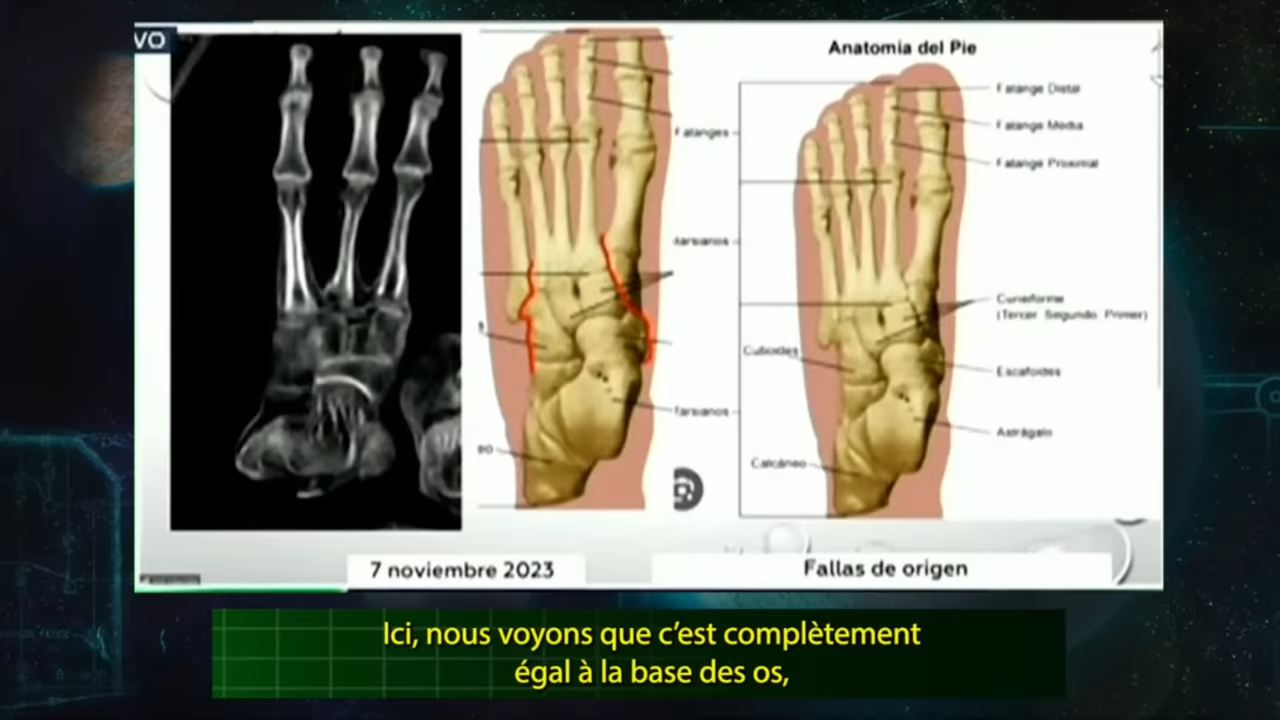 VO
Anatomia del Pie
Falange Distal
Falange Media
Falange Proximal
Falanges
Cuneiforme
(Tercer Segundo Primer)
Cuboides
Escafoides
Astrágalo
Calcáneo
7 noviembre 2023
Fallas de origen
Ici, nous voyons que c'est complètement
égal à la base des os,